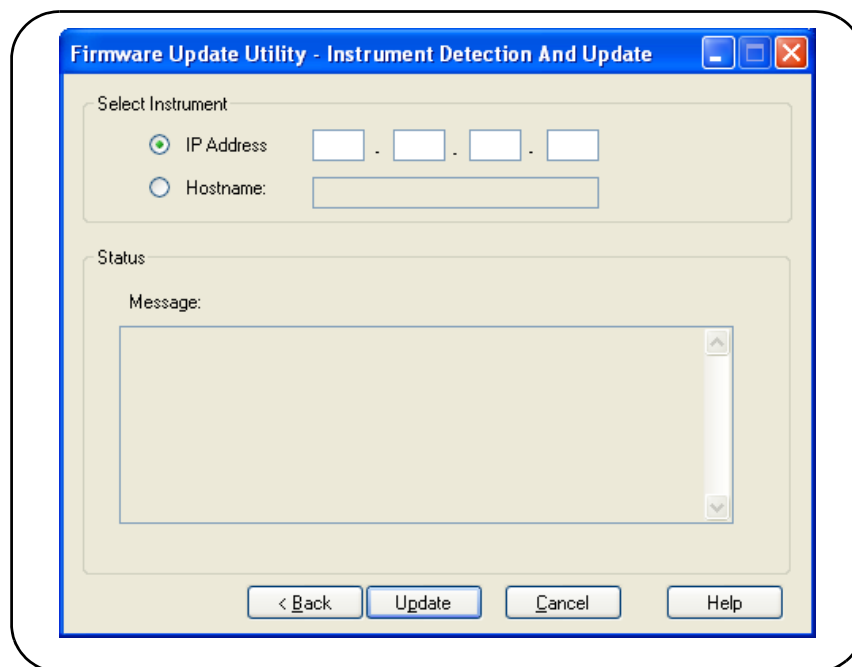 Firmware Update Utility - Instrument Detection And Update
Select Instrument
IP Address . . .
Hostname:
Status
Message:
< Back Update Cancel Help